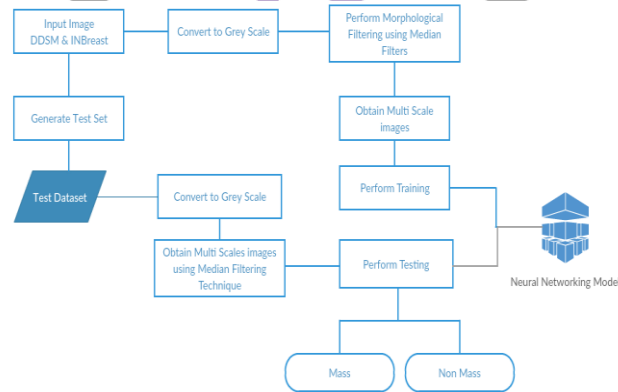 Input Image
DDSM & INBreast
Convert to Grey Scale
Perform Morphological
Filtering using Median
Filters
Generate Test Set
Obtain Multi Scale
images
Test Dataset
Convert to Grey Scale
Perform Training
Obtain Multi Scales images
using Median Filtering
Technique
Perform Testing
Neural Networking Mode
Mass
Non Mass